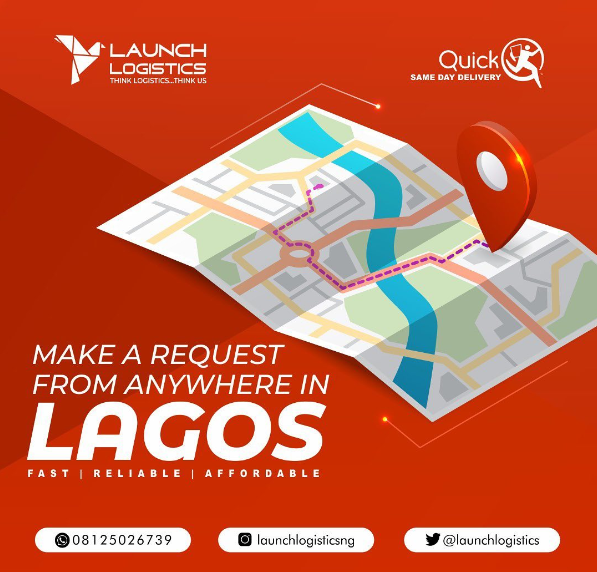 LAUNCH
LOGISTICS
THINK LOGISTICS...THINK US
Quick
SAME DAY DELIVERY
MAKE A REQUEST
FROM ANYWHERE IN
LAGOS
FAST | RELIABLE | AFFORDABLE
08125026739
launchlogisticsng
@launchlogistics